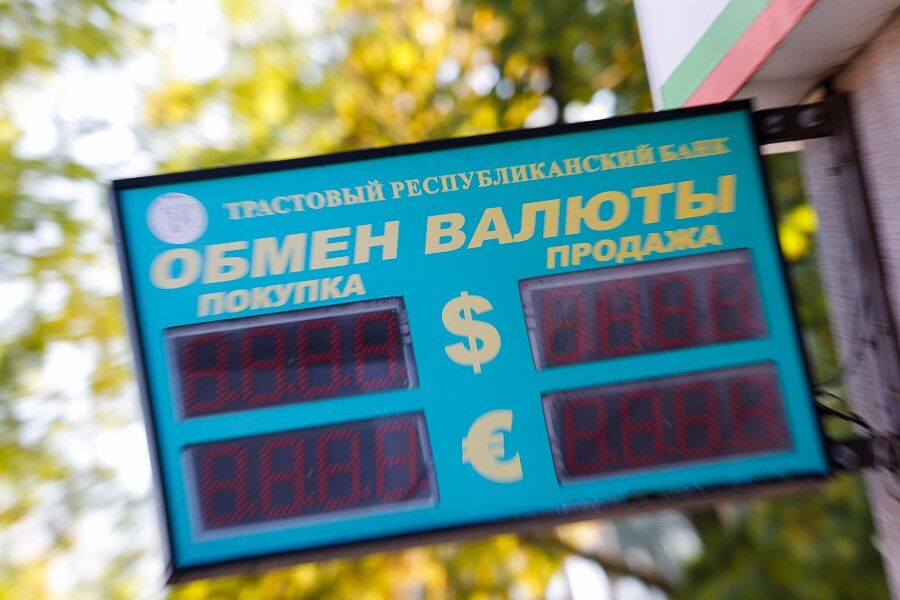 ТРАСТОВЫЙ РЕСПУБЛИКАНСКИЙ БАНК
ОБМЕН ВАЛЮТЫ
ПОКУПКА ПРОДАЖА
$
€